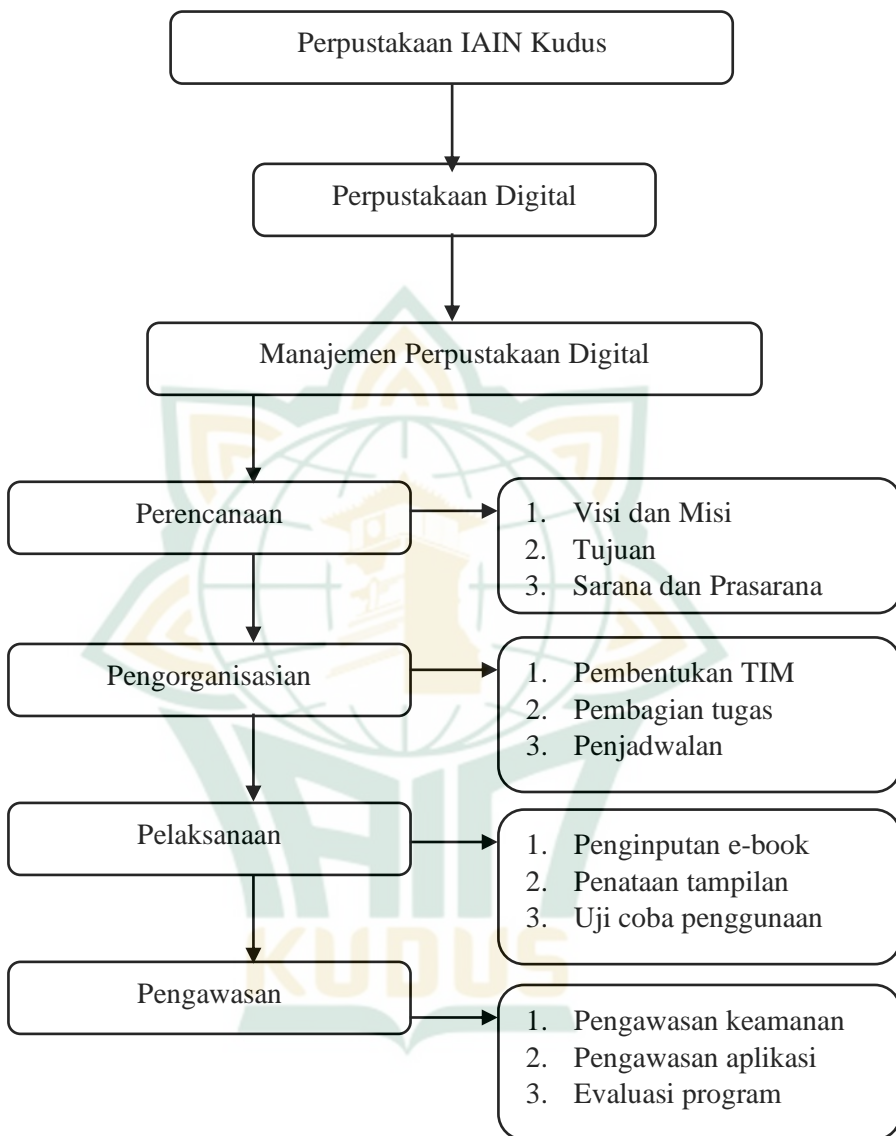 Perpustakaan IAIN Kudus
Perpustakaan Digital
Manajemen Perpustakaan Digital
Perencanaan
1. Visi dan Misi
2. Tujuan
3. Sarana dan Prasarana
Pengorganisasian
1. Pembentukan TIM
2. Pembagian tugas
3. Penjadwalan
Pelaksanaan
1. Penginputan e-book
2. Penataan tampilan
3. Uji coba penggunaan
Pengawasan
1. Pengawasan keamanan
2. Pengawasan aplikasi
3. Evaluasi program
IAIN
KUDUS